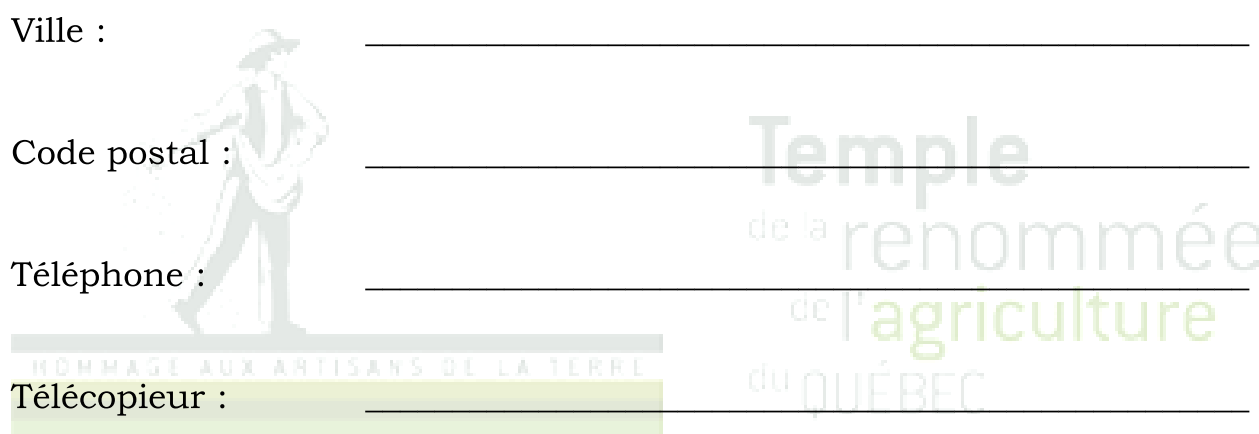 Ville :
Code postal :
Temple
de la renommée
Téléphone :
de l'agriculture
HOMMAGE AUX ARTISANS DE LA TERRE
du QUÉBEC
Télécopieur :